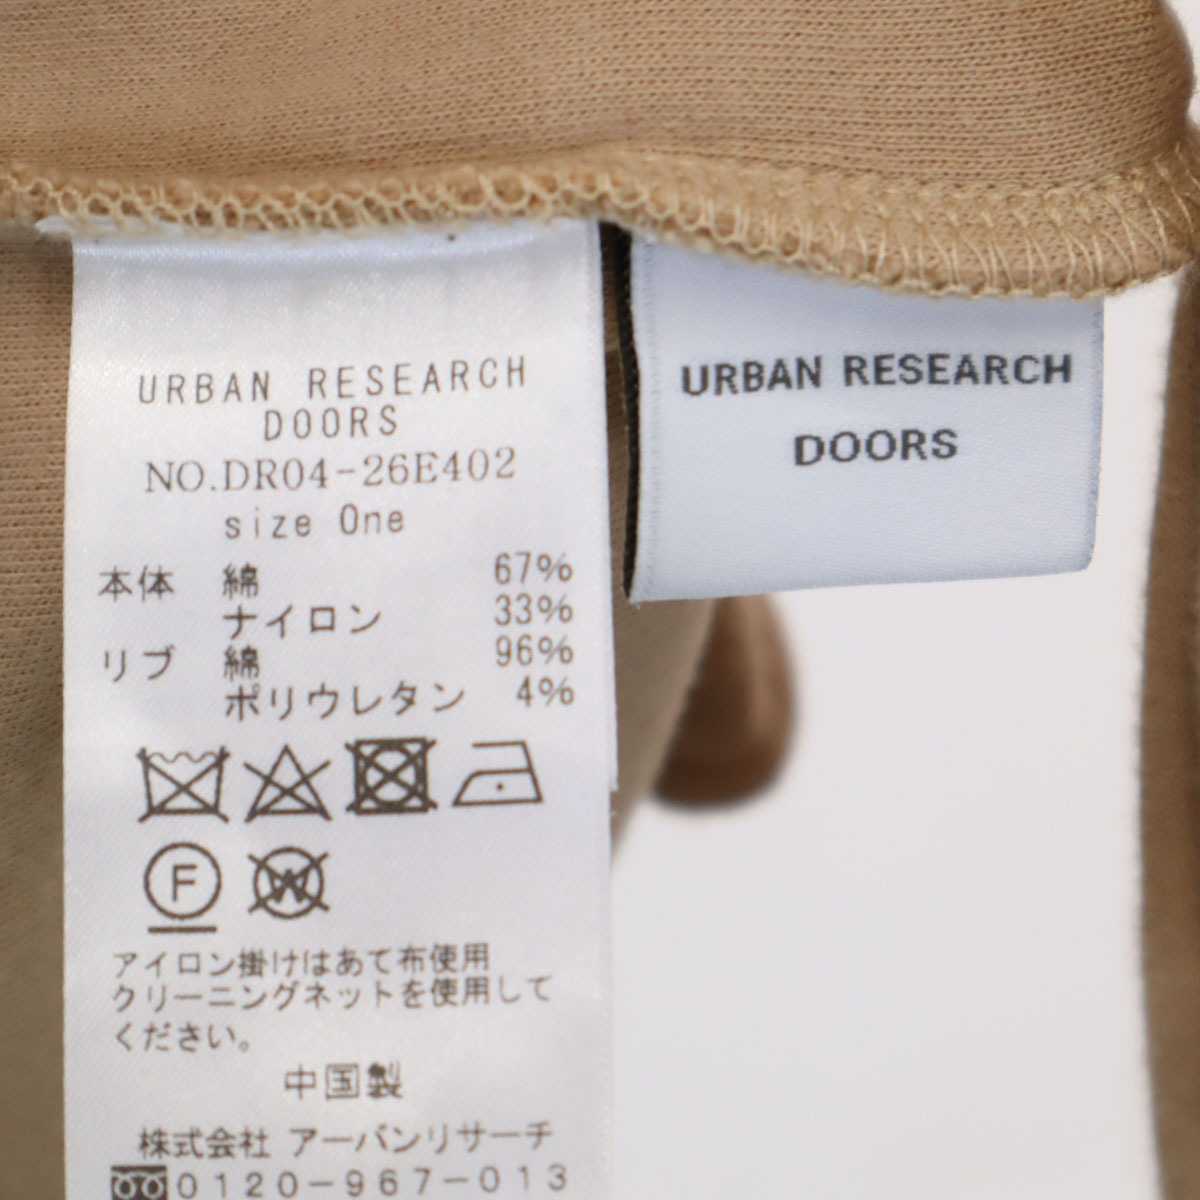 URBAN RESEARCH
DOORS
NO.DR04-26E402
size One
本体 綿 67%
ナイロン 33%
リブ 綿 96%
ポリウレタン 4%
F
W
アイロン掛けはあて布使用
クリーニングネットを使用して
ください。
中国製
株式会社 アーバンリサーチ
0120-967-013
URBAN RESEARCH
DOORS